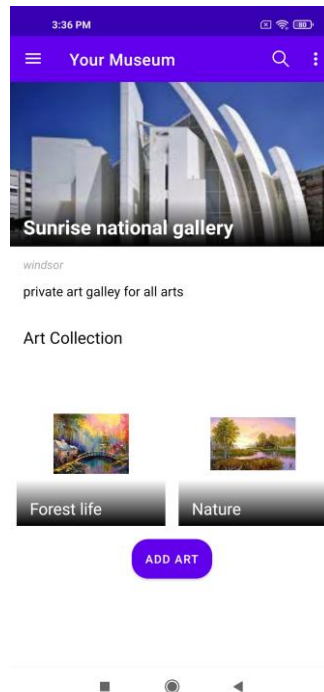 3:36 PM
80
Your Museum
Sunrise national gallery
windsor
private art galley for all arts
Art Collection
Forest life
Nature
ADD ART